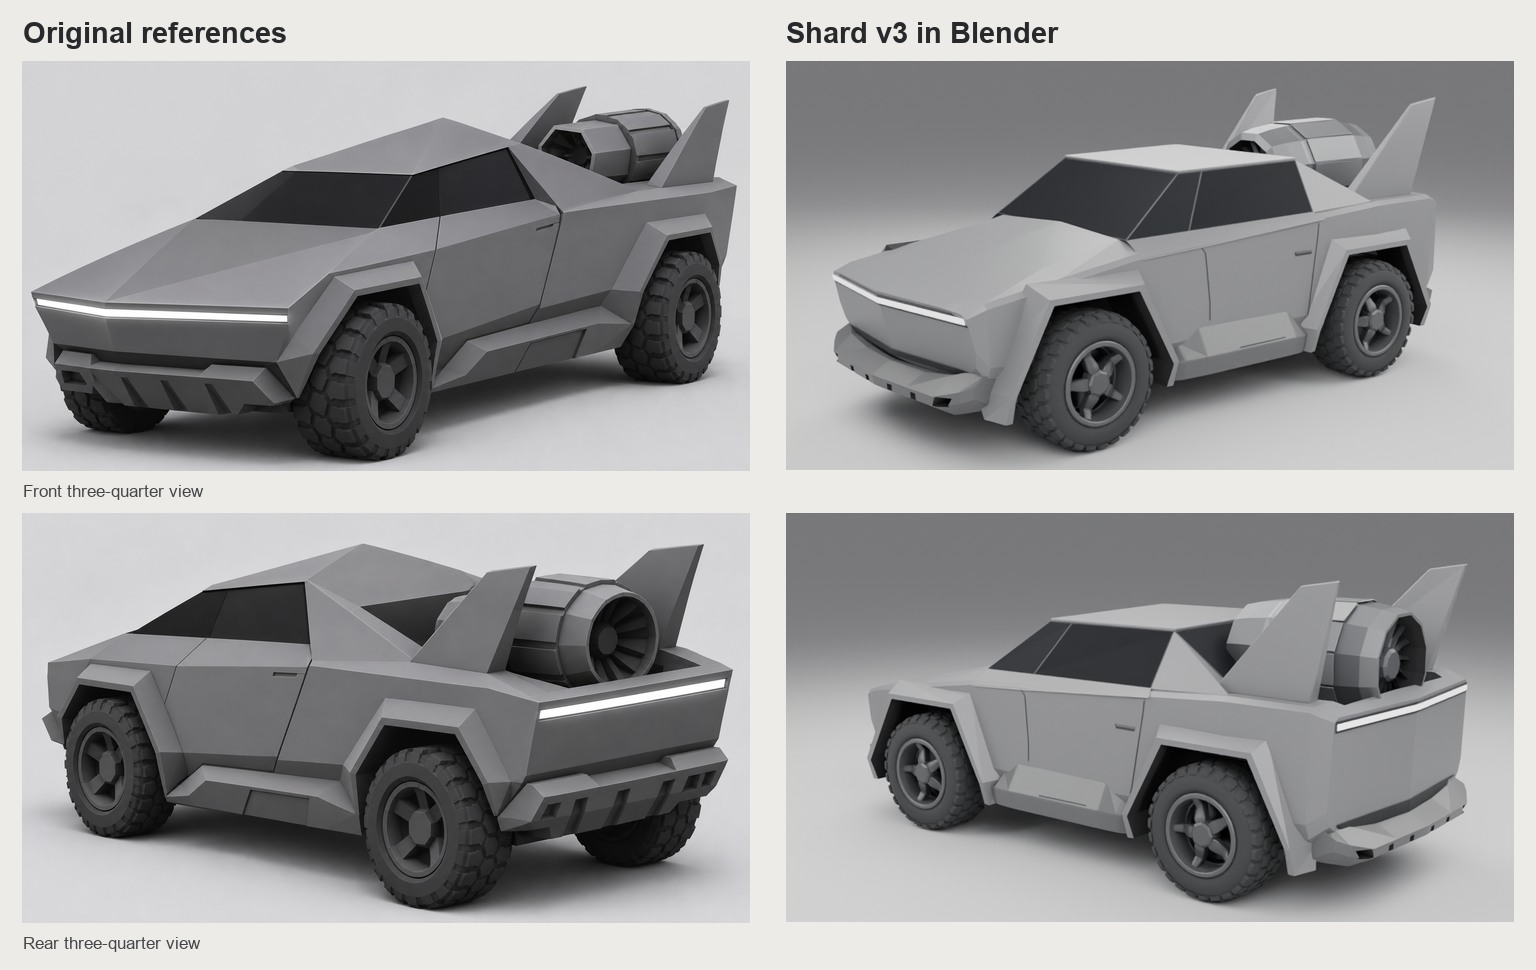 Original references
Shard v3 in Blender
Front three-quarter view
Rear three-quarter view